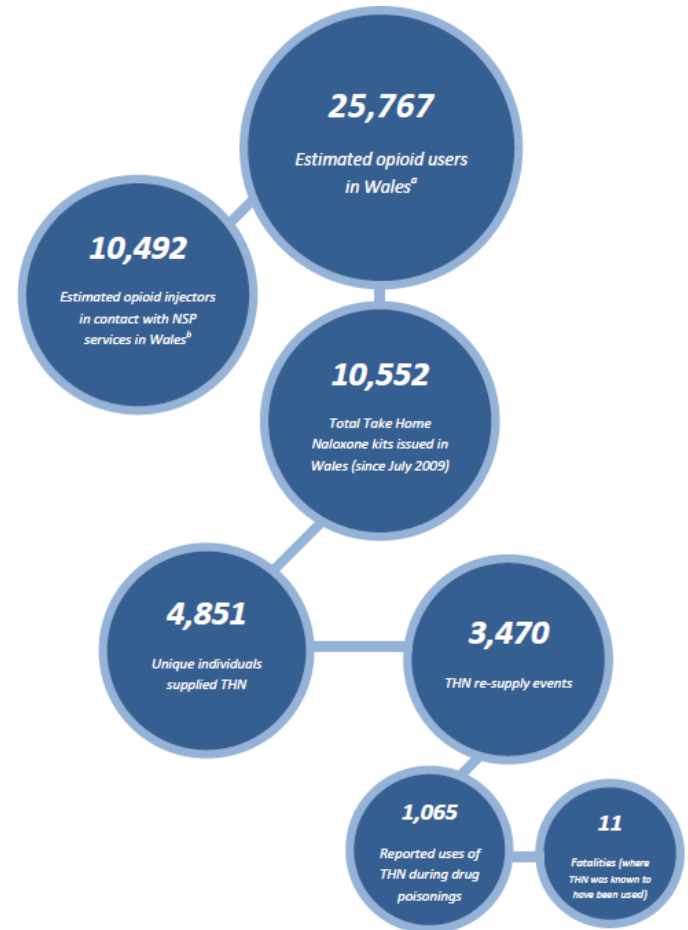 25,767
Estimated opioid users
in Walesª
10,492
Estimated opioid injectors
in contact with NSP
services in Walesᵇ
10,552
Total Take Home
Naloxone kits issued in
Wales (since July 2009)
4,851
Unique individuals
supplied THN
3,470
THN re-supply events
1,065
Reported uses of
THN during drug
poisonings
11
Fatalities (where
THN was known to
have been used)